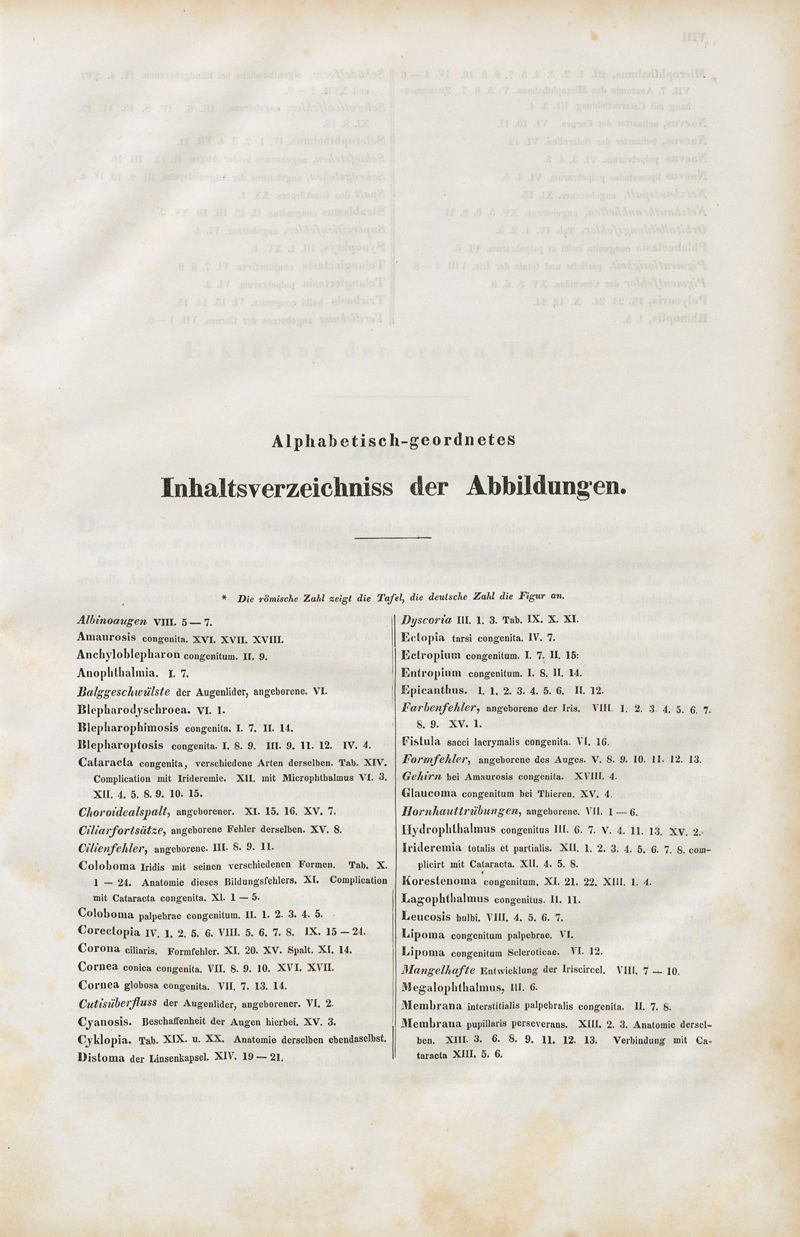 Alphabetisch-geordnetes
Inhaltsverzeichniss der Abbildungen.
* Die römische Zahl zeigt die Tafel, die deutsche Zahl die Figur an.
Albinoaugen VIII. 5 — 7.
Amaurosis congenita. XVI. XVII. XVIII.
Anchyloblepharon congenitum. II. 9.
Anophthalmia. I. 7.
Balggeschwülste der Augenlider, angeborene. VI.
Blepharodyschroea. VI. 1.
Blepharophimosis congenita. I. 7. II. 14.
Blepharoptosis congenita. I. 8. 9. III. 9. 11. 12. IV. 4.
Cataracta congenita, verschiedene Arten derselben. Tab. XIV.
Complication mit Irideremie. XII. mit Microphthalmus VI. 3.
XII. 4. 5. 8. 9. 10. 15.
Choroidealspalt, angeborener. XI. 15. 16. XV. 7.
Ciliarfortsätze, angeborene Fehler derselben. XV. 8.
Cilienfehler, angeborene. III. 8. 9. 11.
Coloboma Iridis mit seinen verschiedenen Formen. Tab. X.
1 — 24. Anatomie dieses Bildungsfehlers. XI. Complication
mit Cataracta congenita. XI. 1 — 5.
Coloboma palpebrae congenitum. II. 1. 2. 3. 4. 5.
Corectopia IV. 1. 2. 5. 6. VIII. 5. 6. 7. 8. IX. 15 — 24.
Corona ciliaris. Formfehler. XI. 20. XV. Spalt. XI. 14.
Cornea conica congenita. VII. 8. 9. 10. XVI. XVII.
Cornea globosa congenita. VII. 7. 13. 14.
Cutisüberfluss der Augenlider, angeborener. VI. 2.
Cyanosis. Beschaffenheit der Augen hierbei. XV. 3.
Cyklopia. Tab. XIX. u. XX. Anatomie derselben ebendaselbst.
Distoma der Linsenkapsel. XIV. 19 — 21.
Dyscoria III. 1. 3. Tab. IX. X. XI.
Ectopia tarsi congenita. IV. 7.
Ectropium congenitum. I. 7. II. 15:
Entropium congenitum. I. 8. II. 14.
Epicanthus. I. 1. 2. 3. 4. 5. 6. II. 12.
Farbenfehler, angeborene der Iris. VIII. 1. 2. 3. 4. 5. 6. 7.
8. 9. XV. 1.
Fistula sacci lacrymalis congenita. VI. 16.
Formfehler, angeborene des Auges. V. 8. 9. 10. 11. 12. 13.
Gehirn bei Amaurosis congenita. XVIII. 4.
Glaucoma congenitum bei Thieren. XV. 4.
Hornhauttrübungen, angeborene. VII. 1 — 6.
Hydrophthalmus congenitus III. 6. 7. V. 4. 11. 13. XV. 2.
Irideremia totalis et partialis. XII. 1. 2. 3. 4. 5. 6. 7. 8. com-
plicirt mit Cataracta. XII. 4. 5. 8.
Korestenoma congenitum. XI. 21. 22. XIII. 1. 4.
Lagophthalmus congenitus. II. 11.
Leucosis bulbi. VIII. 4. 5. 6. 7.
Lipoma congenitum palpebrae. VI.
Lipoma congenitum Scleroticae. VI. 12.
Mangelhafte Entwicklung der Iriscircel. VIII. 7 — 10.
Megalophthalmus, III. 6.
Membrana interstitialis palpebralis congenita. II. 7. 8.
Membrana pupillaris perseverans. XIII. 2. 3. Anatomie dersel-
ben. XIII. 3. 6. 8. 9. 11. 12. 13. Verbindung mit Ca-
taracta XIII. 5. 6.